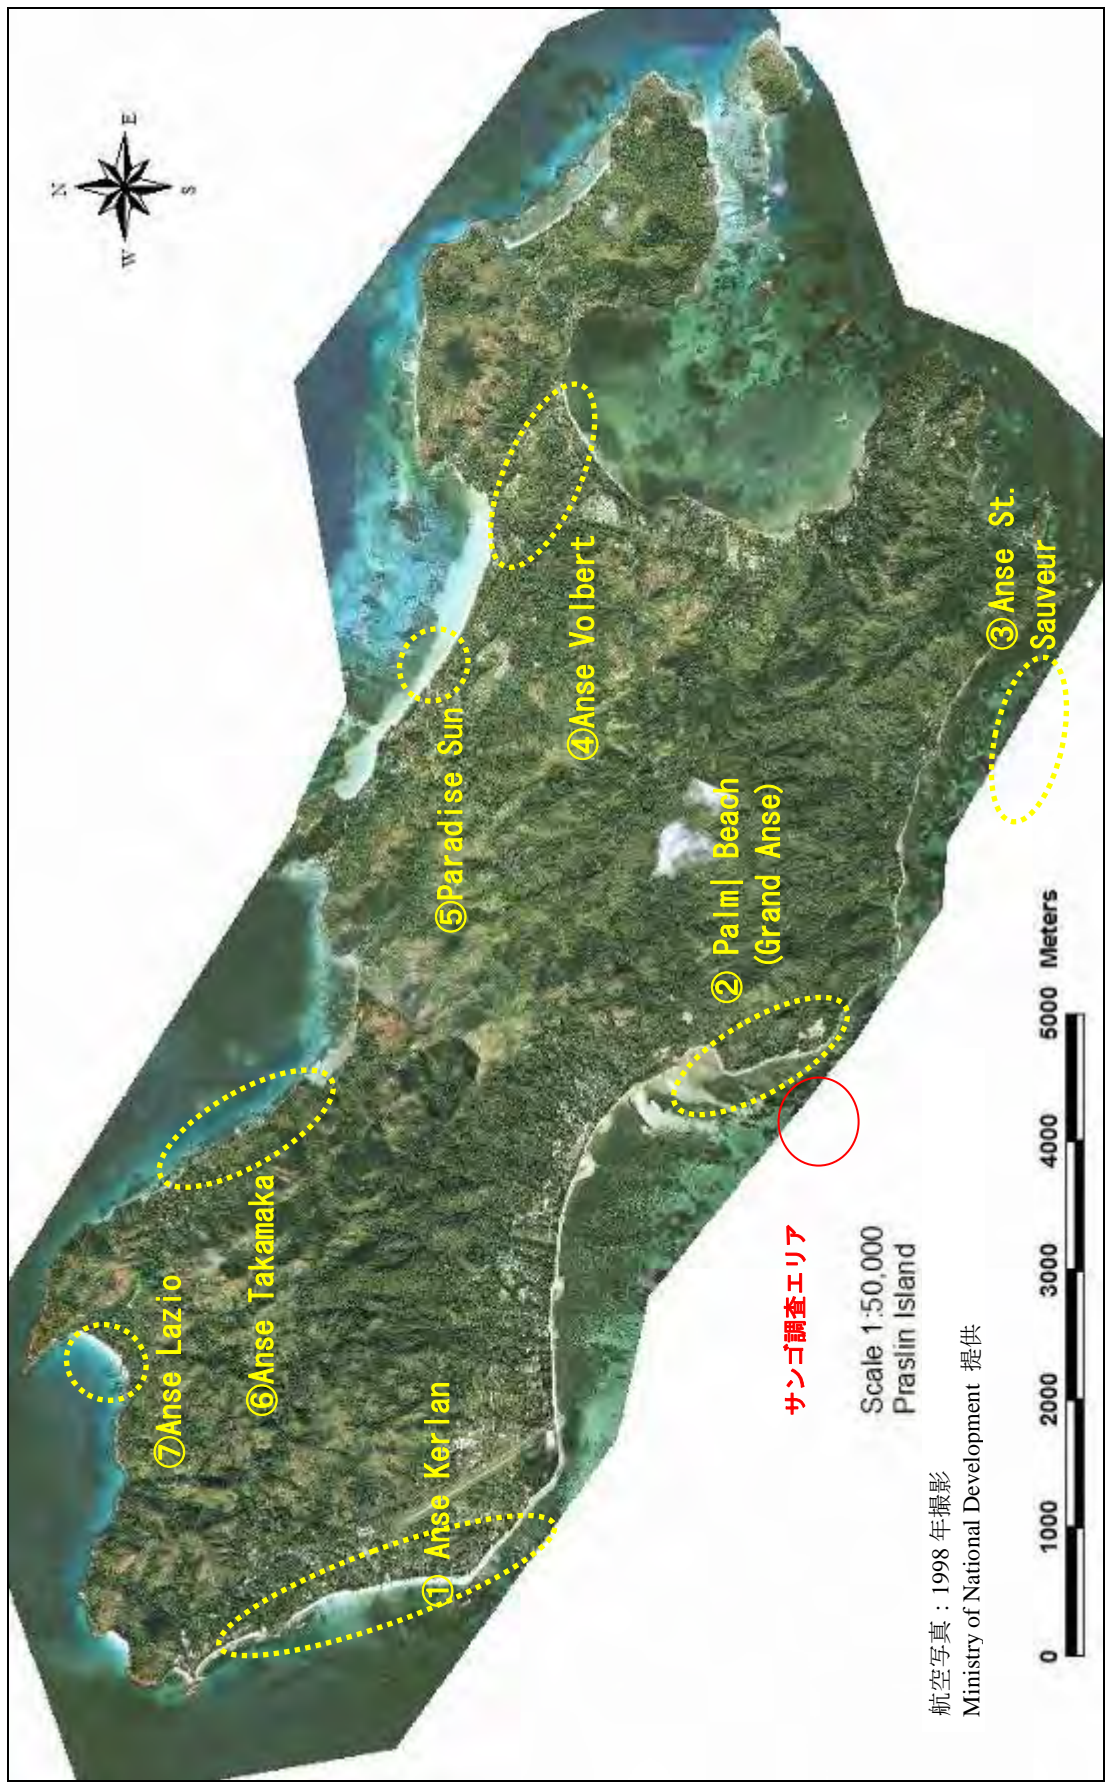 N
W
E
S
⑦Anse Lazio
⑥Anse Takamaka
① Anse Kerlan
⑤Paradise Sun
④Anse Volbert
② Palm| Beach
(Grand Anse)
③Anse St.
Sauveur
サンゴ調査エリア
Scale 1:50,000
Praslin Island
航空写真：1998 年撮影
Ministry of National Development 提供
0 1000 2000 3000 4000 5000 Meters